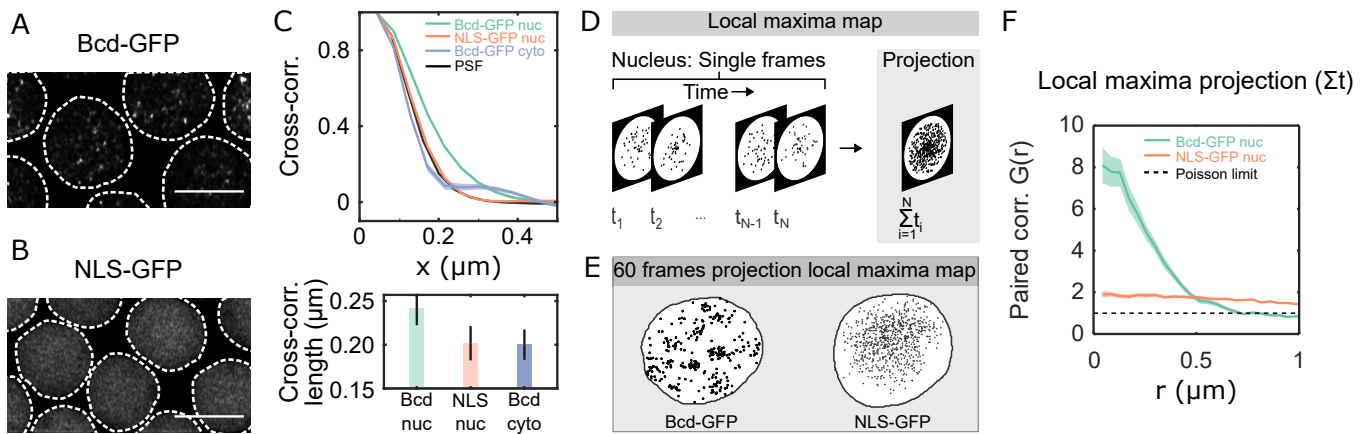 A
Bcd-GFP
B
NLS-GFP
C
Cross-corr.
0.8
0.4
0
0
0.2
0.4
x (μm)
Bcd-GFP nuc
NLS-GFP nuc
Bcd-GFP cyto
PSF
Cross-corr.
length (μm)
0.25
0.20
0.15
Bcd NLS Bcd
nuc nuc cyto
D
Local maxima map
Nucleus: Single frames
Time
Projection
t1 t2 ... tN-1 tN
N
Σti
i=1
E
60 frames projection local maxima map
Bcd-GFP
NLS-GFP
F
Local maxima projection (Σt)
Paired corr. G(r)
10
8
6
4
2
0
0
0.5
1
r (μm)
Bcd-GFP nuc
NLS-GFP nuc
Poisson limit